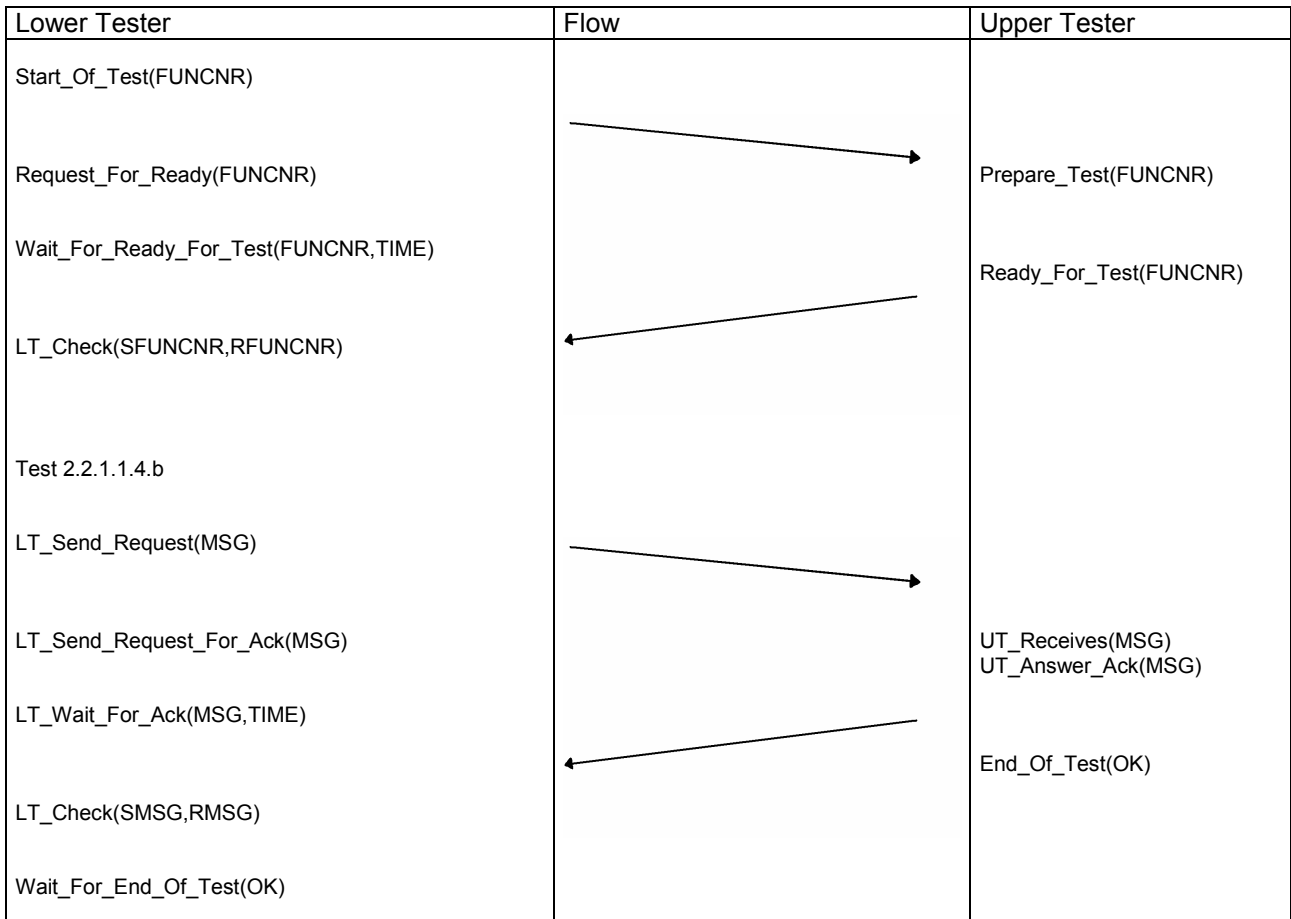 Lower Tester
Flow
Upper Tester
Start_Of_Test(FUNCNR)
Request_For_Ready(FUNCNR)
Prepare_Test(FUNCNR)
Wait_For_Ready_For_Test(FUNCNR,TIME)
Ready_For_Test(FUNCNR)
LT_Check(SFUNCNR,RFUNCNR)
Test 2.2.1.1.4.b
LT_Send_Request(MSG)
LT_Send_Request_For_Ack(MSG)
UT_Receives(MSG)
UT_Answer_Ack(MSG)
LT_Wait_For_Ack(MSG,TIME)
End_Of_Test(OK)
LT_Check(SMSG,RMSG)
Wait_For_End_Of_Test(OK)